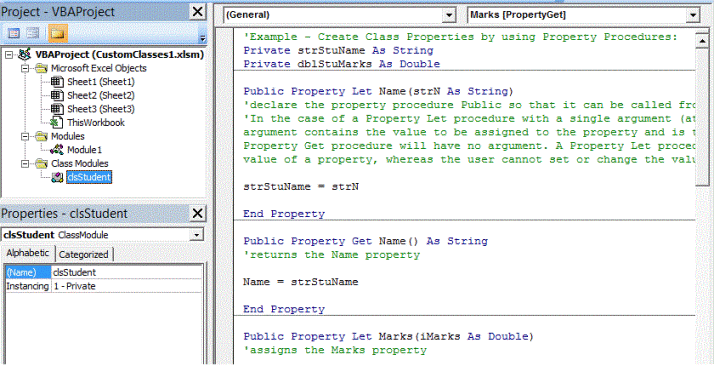 Project - VBAProject
VBAProject (CustomClasses1.xlsm)
Microsoft Excel Objects
Sheet1 (Sheet1)
Sheet2 (Sheet2)
Sheet3 (Sheet3)
ThisWorkbook
Modules
Module1
Class Modules
clsStudent
Properties - clsStudent
clsStudent ClassModule
Alphabetic Categorized
(Name) clsStudent
Instancing 1 - Private
(General) Marks [PropertyGet]
'Example - Create Class Properties by using Property Procedures:
Private strStuName As String
Private dblStuMarks As Double
Public Property Let Name(strN As String)
'declare the property procedure Public so that it can be called fro
'In the case of a Property Let procedure with a single argument (at
argument contains the value to be assigned to the property and is t
Property Get procedure will have no argument. A Property Let proced
value of a property, whereas the user cannot set or change the valu
strStuName = strN
End Property
Public Property Get Name() As String
'returns the Name property
Name = strStuName
End Property
Public Property Let Marks(iMarks As Double)
'assigns the Marks property